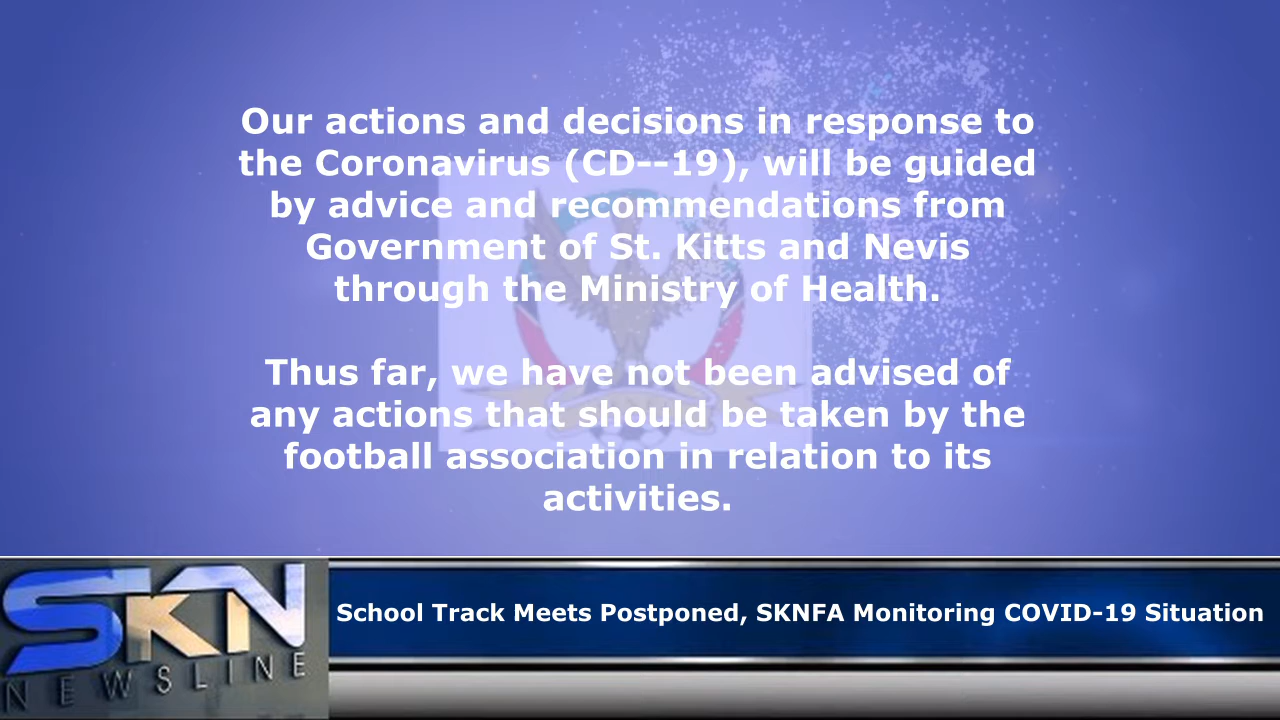 Our actions and decisions in response to
the Coronavirus (CD--19), will be guided
by advice and recommendations from
Government of St. Kitts and Nevis
through the Ministry of Health.
Thus far, we have not been advised of
any actions that should be taken by the
football association in relation to its
activities.
SKN
NEWSLINE
School Track Meets Postponed, SKNFA Monitoring COVID-19 Situation